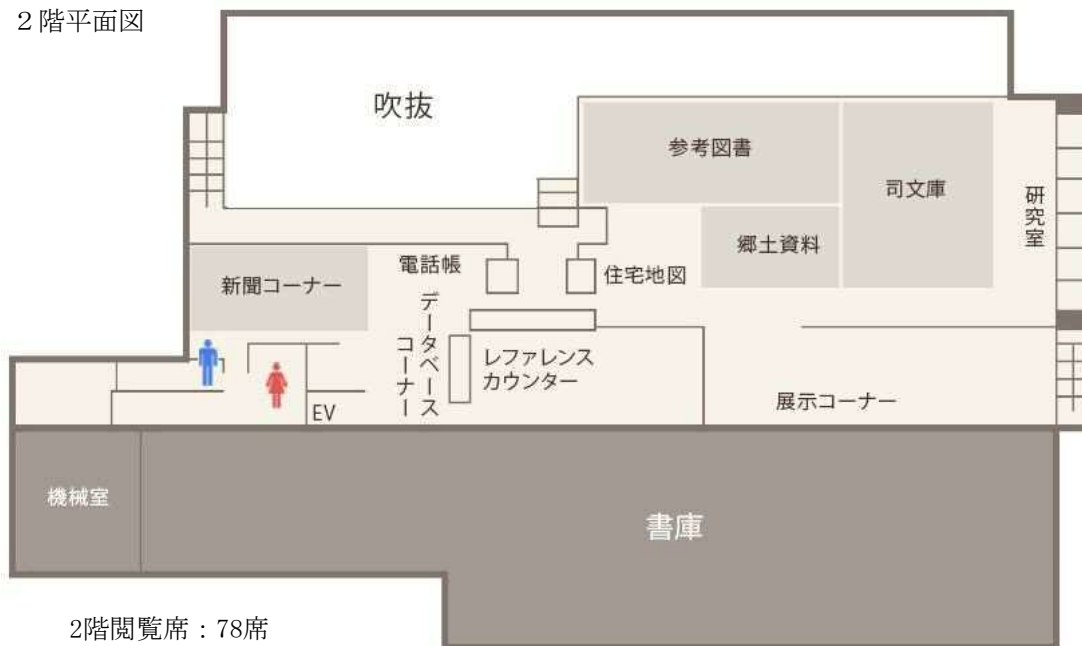 ２階平面図
吹抜
参考図書
司文庫
研究室
郷土資料
電話帳
住宅地図
新聞コーナー
データベース
コーナー
レファレンス
カウンター
展示コーナー
EV
機械室
書庫
2階閲覧席：78席